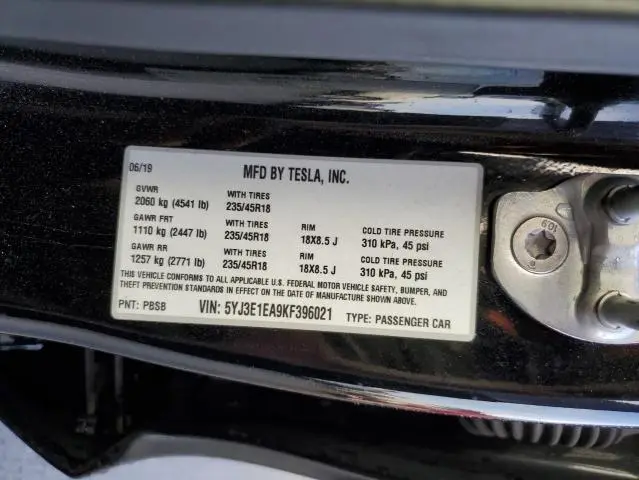 06/19 MFD BY TESLA, INC.
GVWR WITH TIRES
2060 kg (4541 lb) 235/45R18
GAWR FRT WITH TIRES RIM COLD TIRE PRESSURE
1110 kg (2447 lb) 235/45R18 18X8.5 J 310 kPa, 45 psi
GAWR RR WITH TIRES RIM COLD TIRE PRESSURE
1257 kg (2771 lb) 235/45R18 18X8.5 J 310 kPa, 45 psi
THIS VEHICLE CONFORMS TO ALL APPLICABLE U.S. FEDERAL MOTOR VEHICLE SAFETY, BUMPER, AND
THEFT PREVENTION STANDARDS IN EFFECT ON THE DATE OF MANUFACTURE SHOWN ABOVE.
PNT: PBSB VIN: 5YJ3E1EA9KF396021 TYPE: PASSENGER CAR
10.9